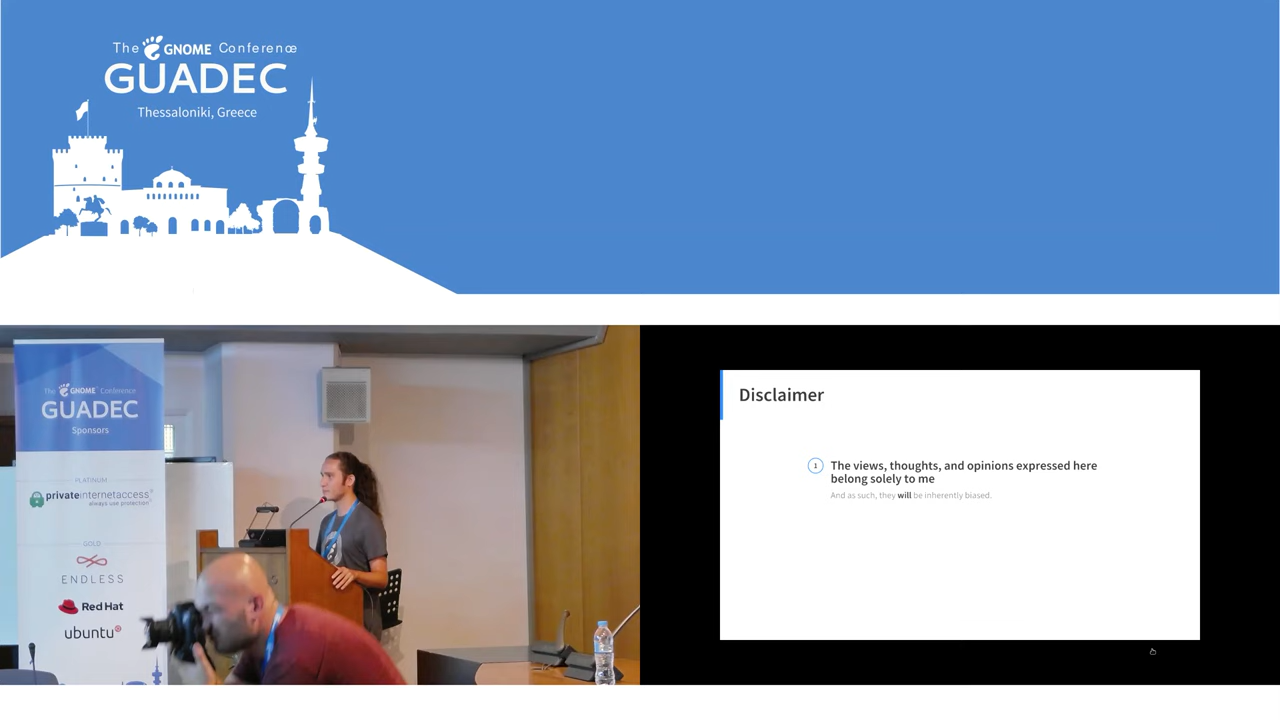 The GNOME Conference
GUADEC
Thessaloniki, Greece
The GNOME Conference
GUADEC
Sponsors
PLATINUM
privateinternetaccess®
always use protection®
GOLD
ENDLESS
Red Hat
ubuntu®
Disclaimer
1 The views, thoughts, and opinions expressed here
belong solely to me
And as such, they will be inherently biased.